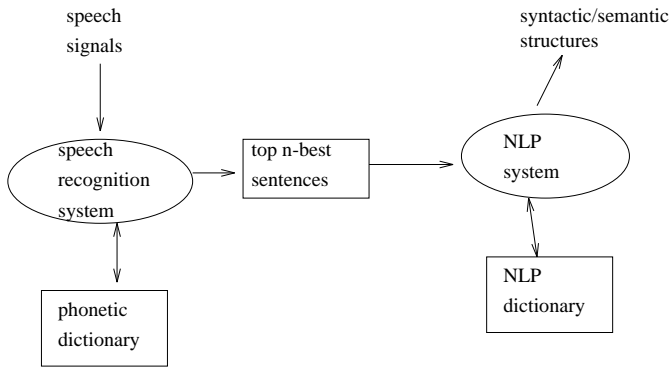 speech
signals
speech
recognition
system
phonetic
dictionary
top n-best
sentences
syntactic/semantic
structures
NLP
system
NLP
dictionary